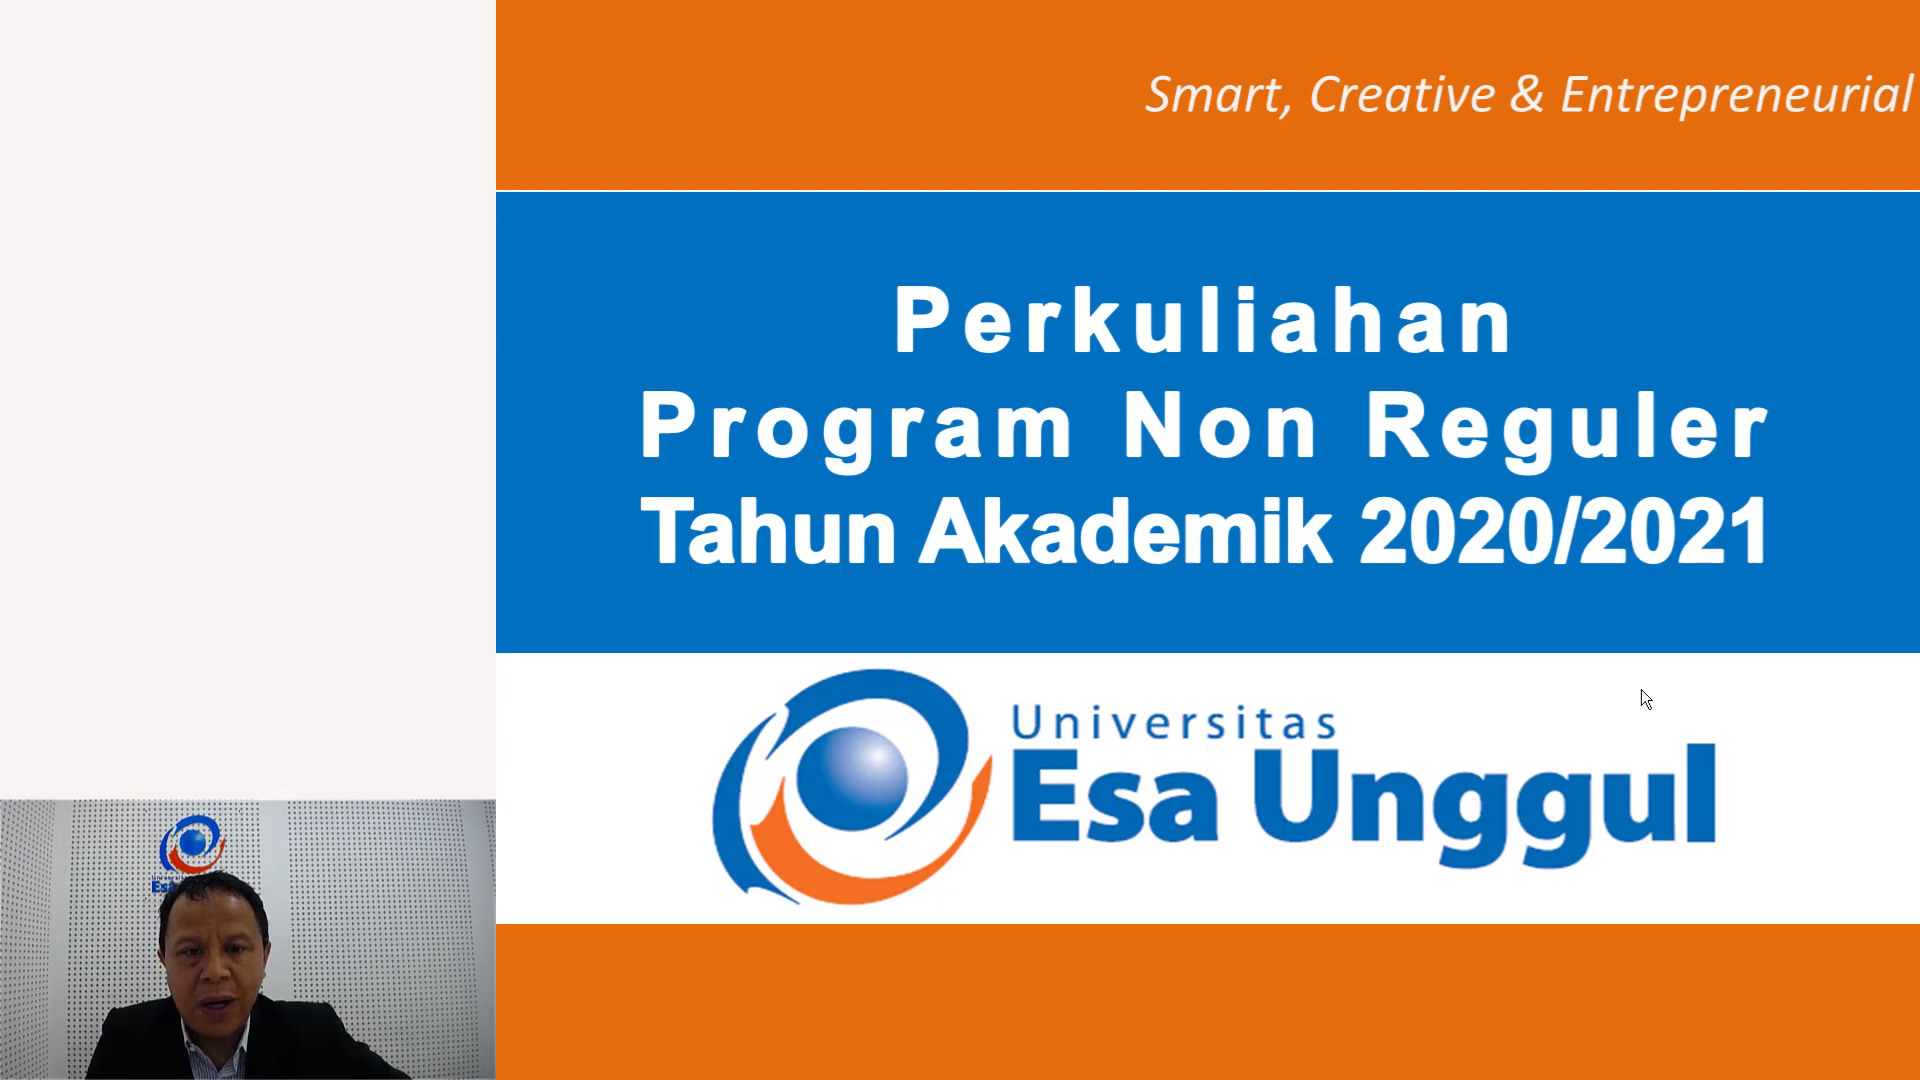 Smart, Creative & Entrepreneurial
Perkuliahan
Program Non Reguler
Tahun Akademik 2020/2021
Universitas
Esa Unggul